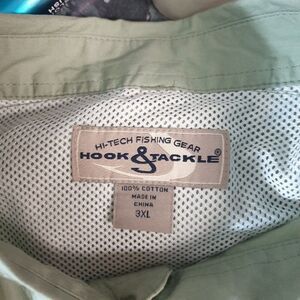 HI-TECH FISHING GEAR
HOOK & TACKLE®
100% COTTON
MADE IN
CHINA
3XL